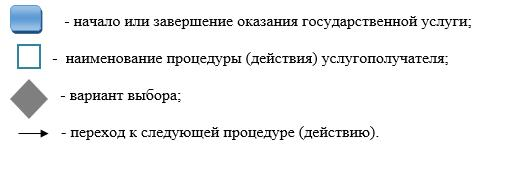 - начало или завершение оказания государственной услуги;
- наименование процедуры (действия) услугополучателя;
- вариант выбора;
- переход к следующей процедуре (действию).